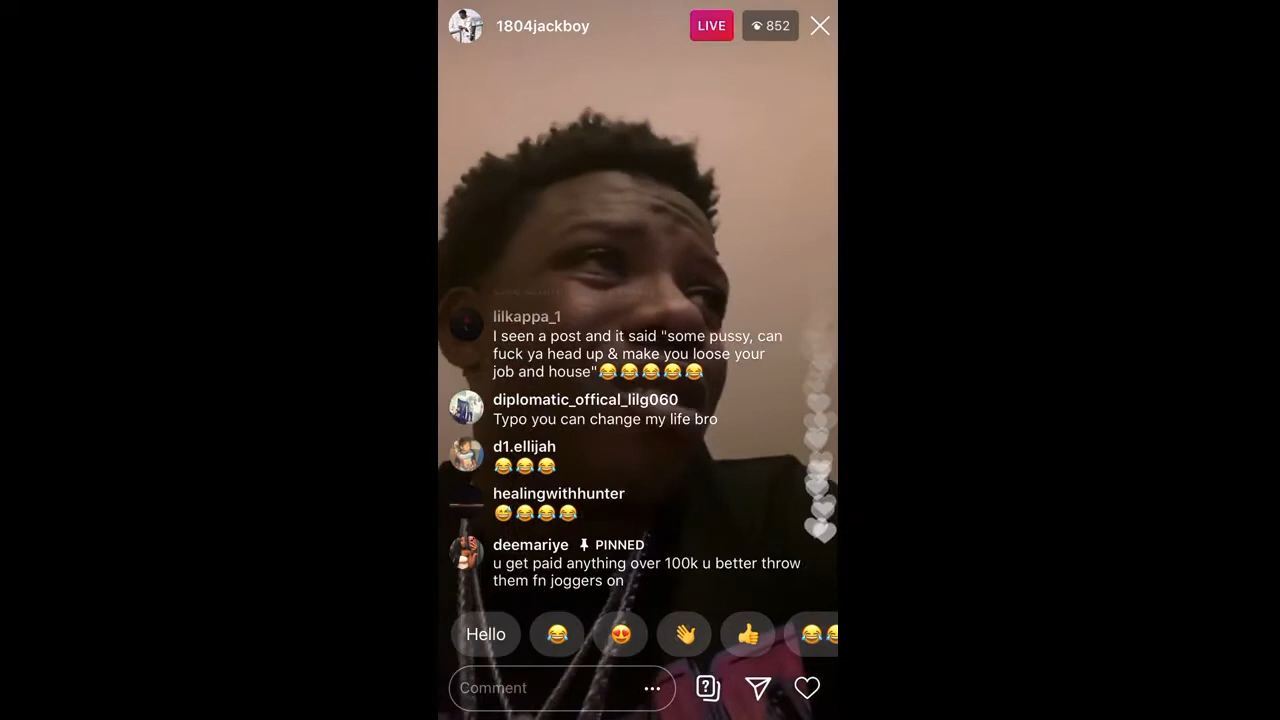 1804jackboy LIVE 852
lilkappa_1
I seen a post and it said "some pussy, can
fuck ya head up & make you loose your
job and house"😂😂😂😂😂
diplomatic_offical_lilg060
Typo you can change my life bro
d1.ellijah
😂😂😂
healingwithhunter
😅😂😂😂
deemariye PINNED
u get paid anything over 100k u better throw
them fn joggers on
Hello 😂 😍 👋 👍 😂😂
Comment